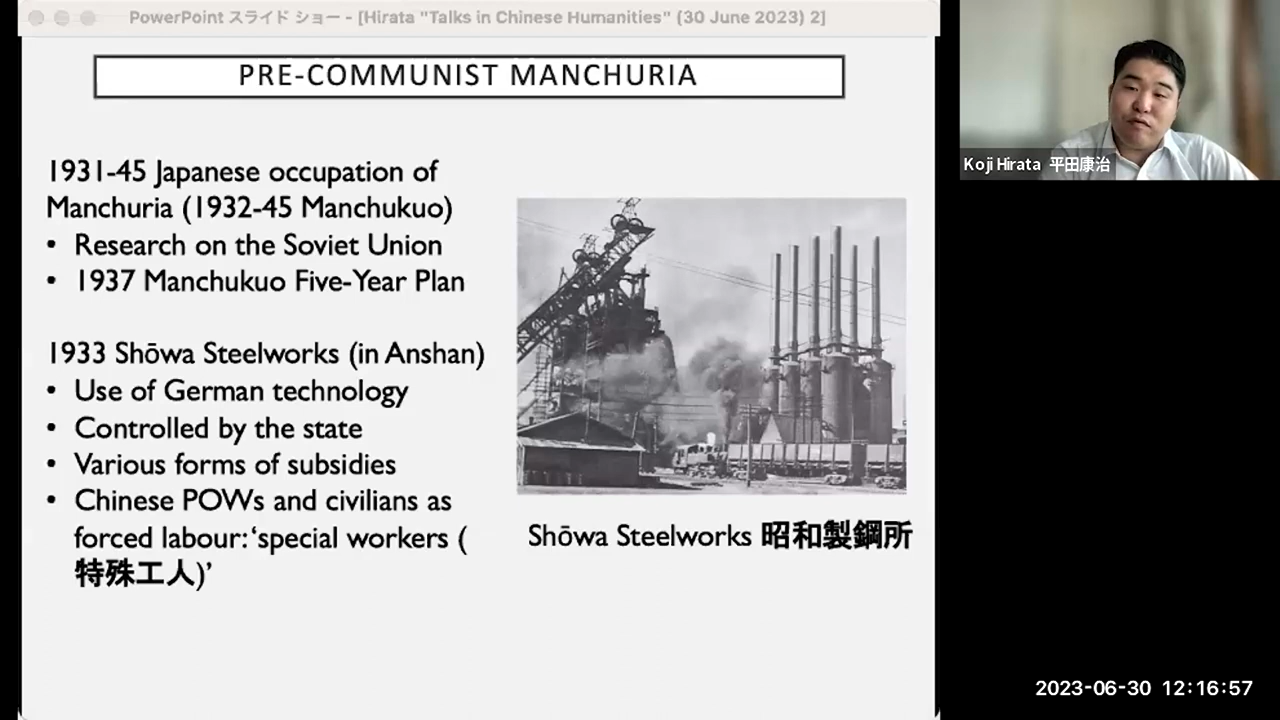 PowerPoint スライド ショー - [Hirata "Talks in Chinese Humanities" (30 June 2023) 2]
PRE-COMMUNIST MANCHURIA
1931-45 Japanese occupation of
Manchuria (1932-45 Manchukuo)
• Research on the Soviet Union
• 1937 Manchukuo Five-Year Plan
1933 Shōwa Steelworks (in Anshan)
• Use of German technology
• Controlled by the state
• Various forms of subsidies
• Chinese POWs and civilians as
forced labour: ‘special workers (
特殊工人)’
Shōwa Steelworks 昭和製鋼所
Koji Hirata 平田康治
2023-06-30 12:16:57